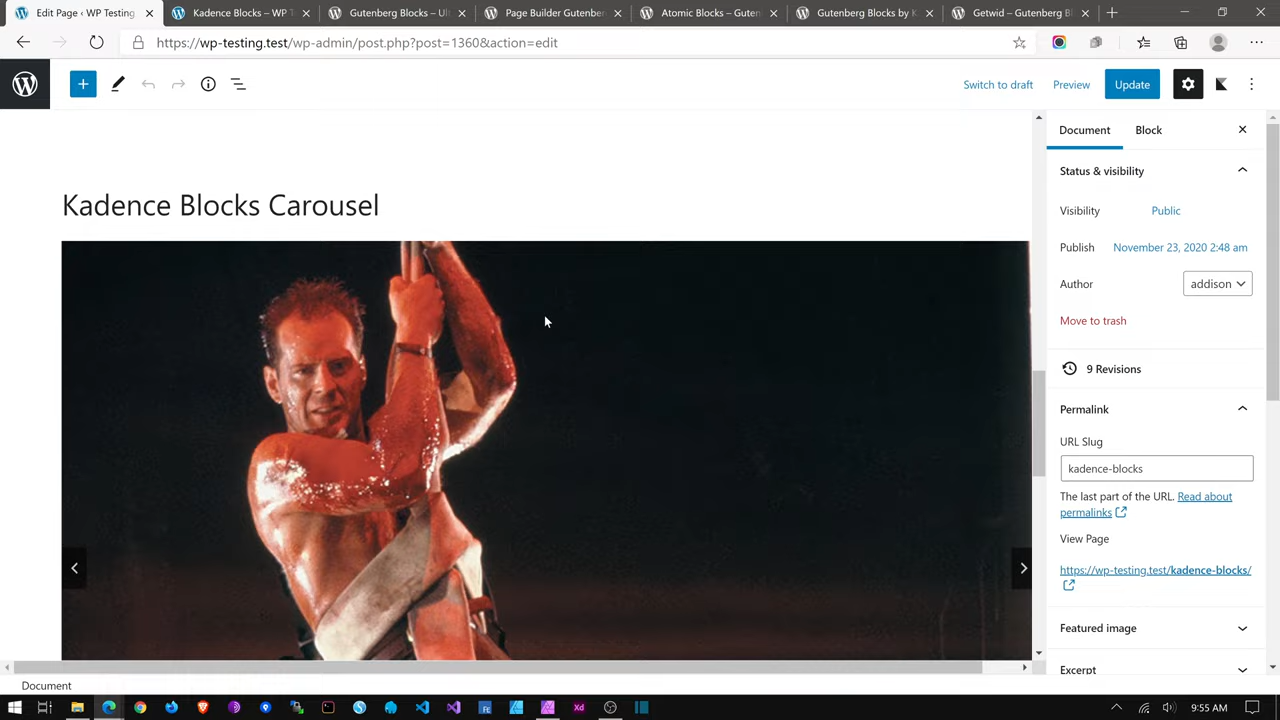 Edit Page ‹ WP Testing
Kadence Blocks – WP T
Gutenberg Blocks – Ul
Page Builder Gutenber
Atomic Blocks – Guten
Gutenberg Blocks by K
Getwid – Gutenberg Bl
https://wp-testing.test/wp-admin/post.php?post=1360&action=edit
Switch to draft
Preview
Update
Document
Block
Status & visibility
Kadence Blocks Carousel
Visibility
Public
Publish
November 23, 2020 2:48 am
Author
addison
Move to trash
9 Revisions
Permalink
URL Slug
kadence-blocks
The last part of the URL. Read about
permalinks
View Page
https://wp-testing.test/kadence-blocks/
Featured image
Excerpt
Document
9:55 AM